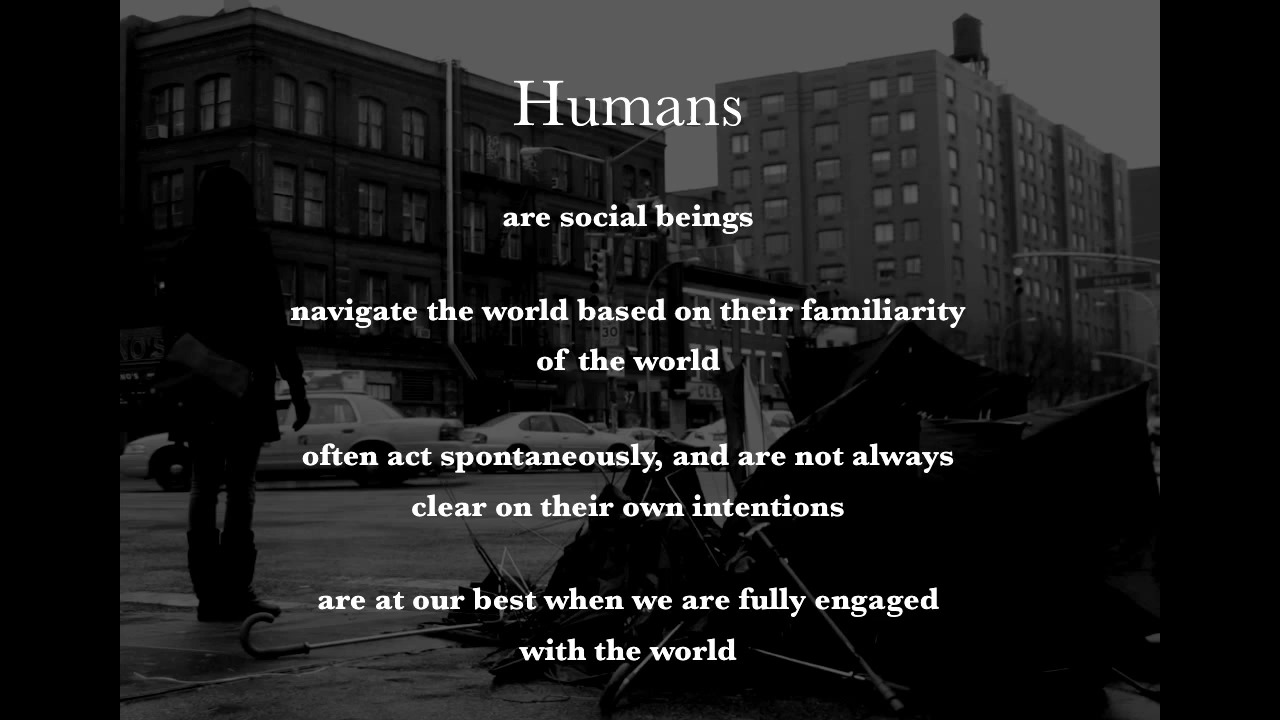 Humans
are social beings
navigate the world based on their familiarity
of the world
often act spontaneously, and are not always
clear on their own intentions
are at our best when we are fully engaged
with the world
30